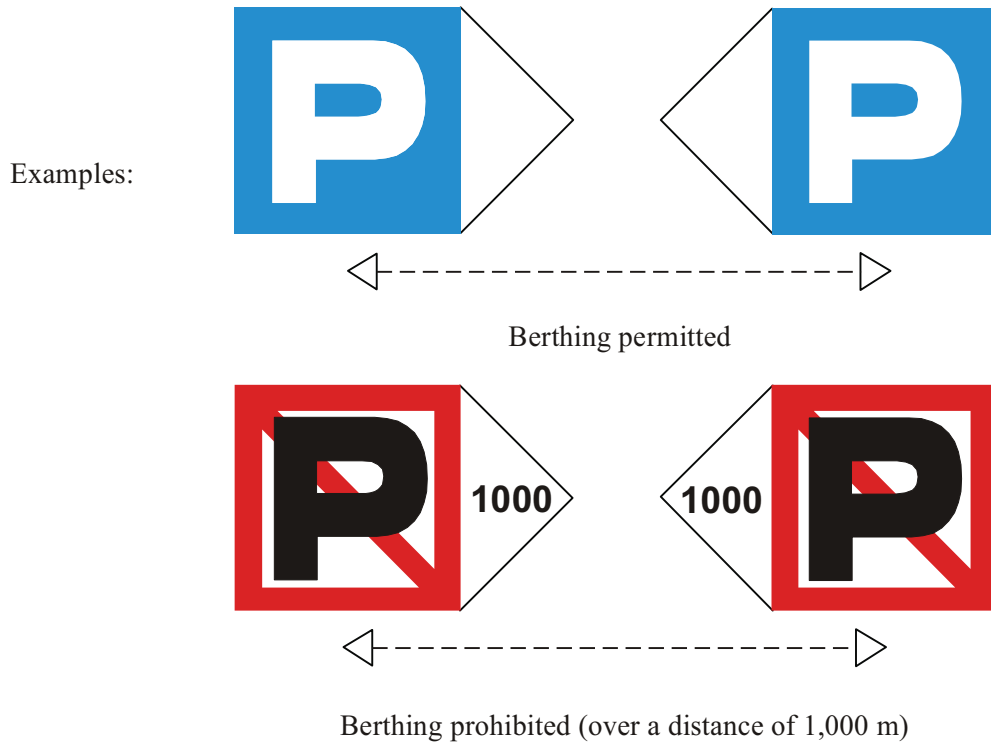 P P
Examples:
Berthing permitted
P 1000 1000 P
Berthing prohibited (over a distance of 1,000 m)